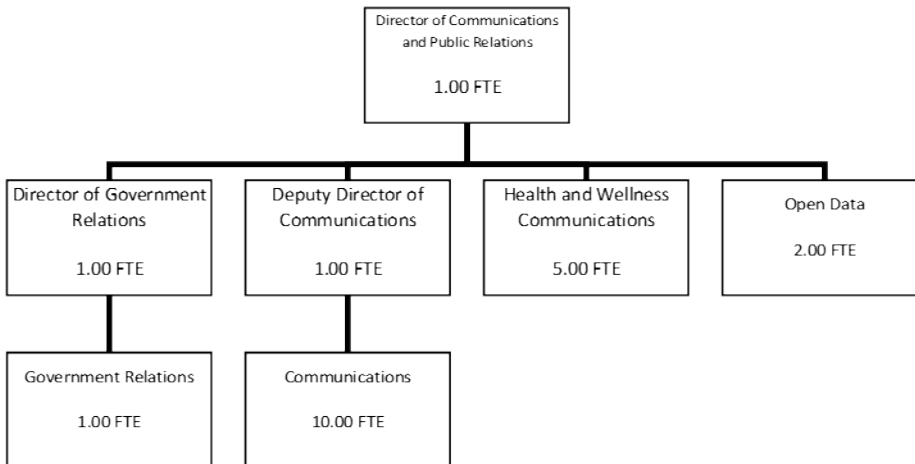 Director of Communications
and Public Relations
1.00 FTE
Director of Government
Relations
1.00 FTE
Deputy Director of
Communications
1.00 FTE
Health and Wellness
Communications
5.00 FTE
Open Data
2.00 FTE
Government Relations
1.00 FTE
Communications
10.00 FTE